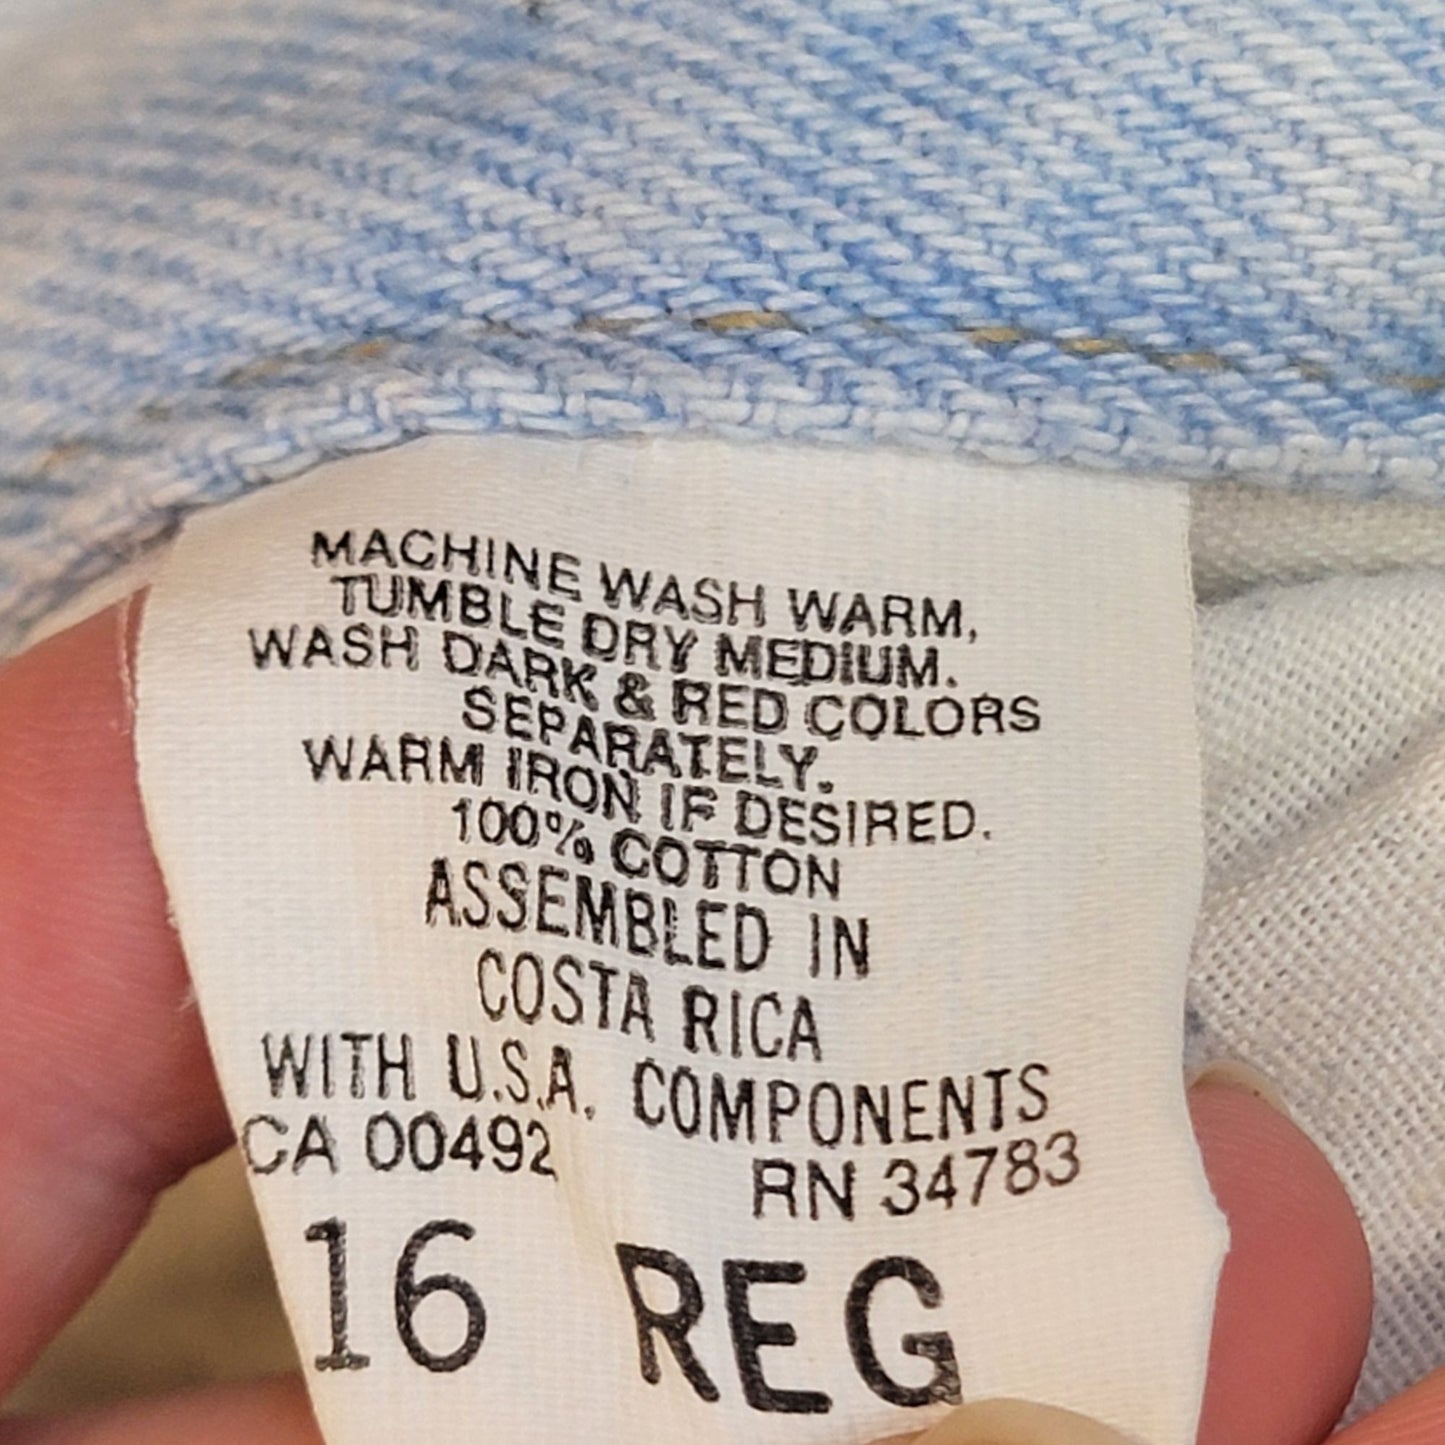 MACHINE WASH WARM,
TUMBLE DRY MEDIUM.
WASH DARK & RED COLORS
SEPARATELY.
WARM IRON IF DESIRED.
100% COTTON
ASSEMBLED IN
COSTA RICA
WITH U.S.A. COMPONENTS
CA 00492 RN 34783
16 REG